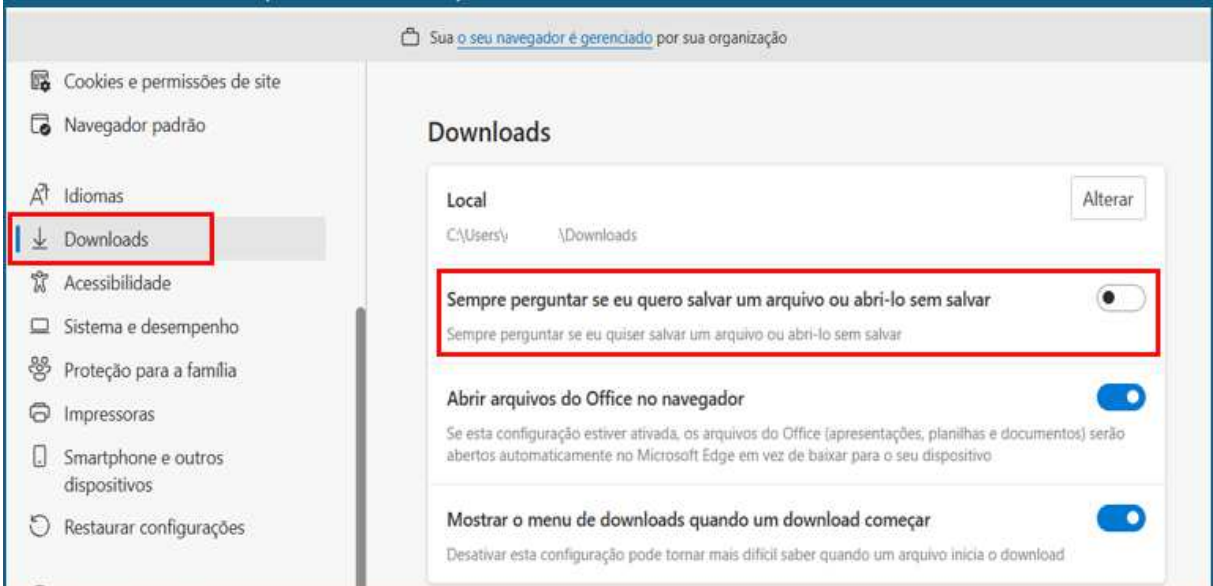 Sua o seu navegador é gerenciado por sua organização
Cookies e permissões de site
Navegador padrão
Idiomas
Downloads
Acessibilidade
Sistema e desempenho
Proteção para a família
Impressoras
Smartphone e outros
dispositivos
Restaurar configurações
Downloads
Local
Alterar
C:\Users\ \Downloads
Sempre perguntar se eu quero salvar um arquivo ou abri-lo sem salvar
Sempre perguntar se eu quiser salvar um arquivo ou abri-lo sem salvar
Abrir arquivos do Office no navegador
Se esta configuração estiver ativada, os arquivos do Office (apresentações, planilhas e documentos) serão
abertos automaticamente no Microsoft Edge em vez de baixar para o seu dispositivo
Mostrar o menu de downloads quando um download começar
Desativar esta configuração pode tornar mais difícil saber quando um arquivo inicia o download